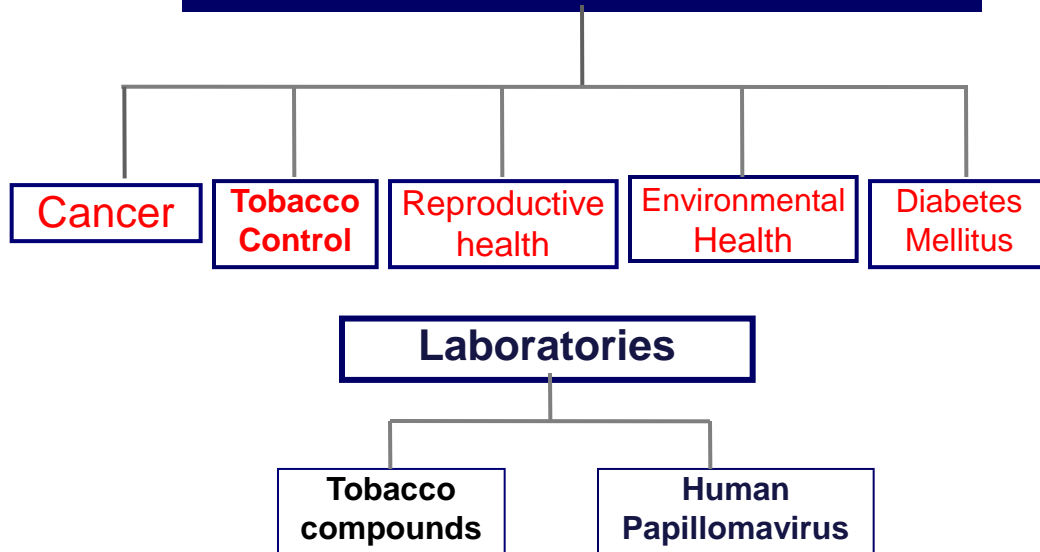 Cancer
Tobacco
Control
Reproductive
health
Environmental
Health
Diabetes
Mellitus
Laboratories
Tobacco
compounds
Human
Papillomavirus